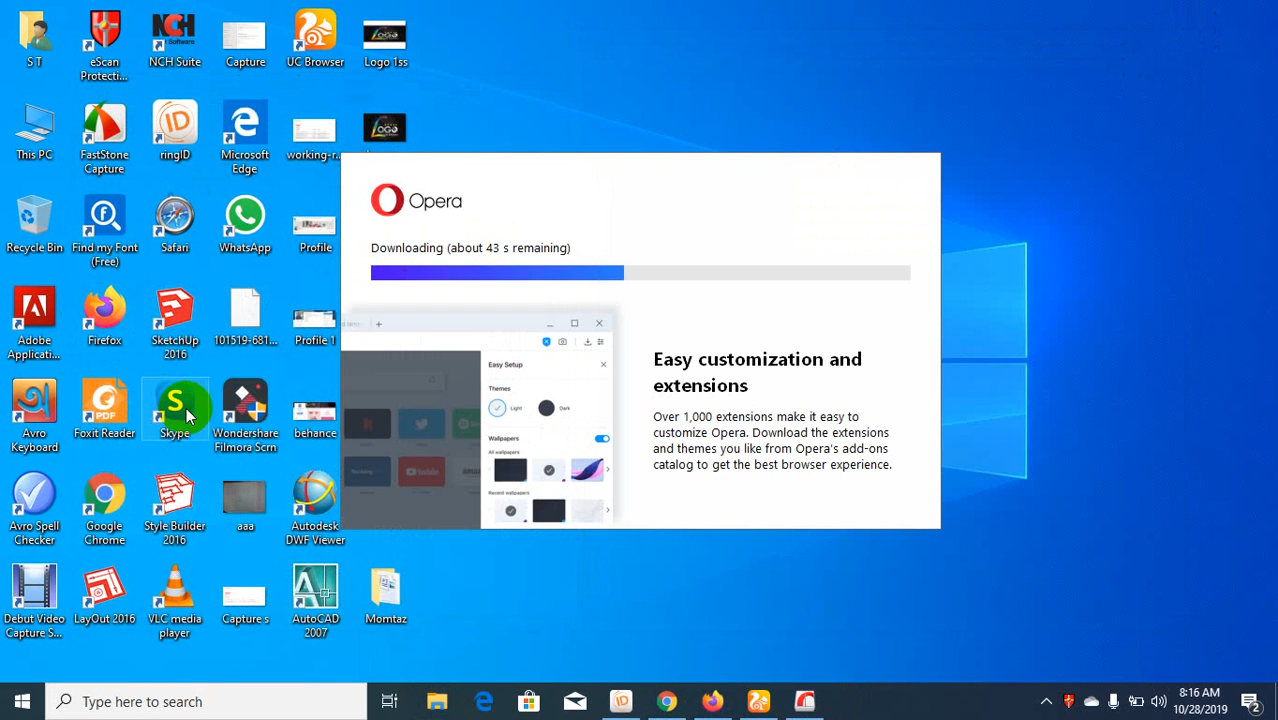 S T
eScan
Protecti...
NCH Suite
Capture
UC Browser
Logo 1ss
This PC
FastStone
Capture
ringID
Microsoft
Edge
working-r...
Recycle Bin
Find my Font
(Free)
Safari
WhatsApp
Profile
Adobe
Applicati...
Firefox
SketchUp
2016
101519-681...
Profile 1
Avro
Keyboard
Foxit Reader
Skype
Wondershare
Filmora Scrn
behance
Avro Spell
Checker
Google
Chrome
Style Builder
2016
aaa
Autodesk
DWF Viewer
Debut Video
Capture S...
LayOut 2016
VLC media
player
Capture s
AutoCAD
2007
Momtaz
Opera
Downloading (about 43 s remaining)
Easy Setup
Themes
Light
Dark
Wallpapers
All wallpapers
Recent wallpapers
Easy customization and
extensions
Over 1,000 extensions make it easy to
customize Opera. Download the extensions
and themes you like from Opera's add-ons
catalog to get the best browser experience.
Type here to search
8:16 AM
10/28/2019
2